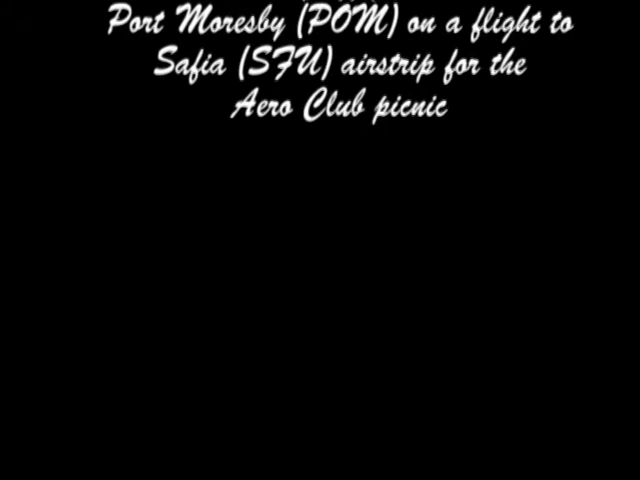 Port Moresby (POM) on a flight to
Safia (SFU) airstrip for the
Aero Club picnic